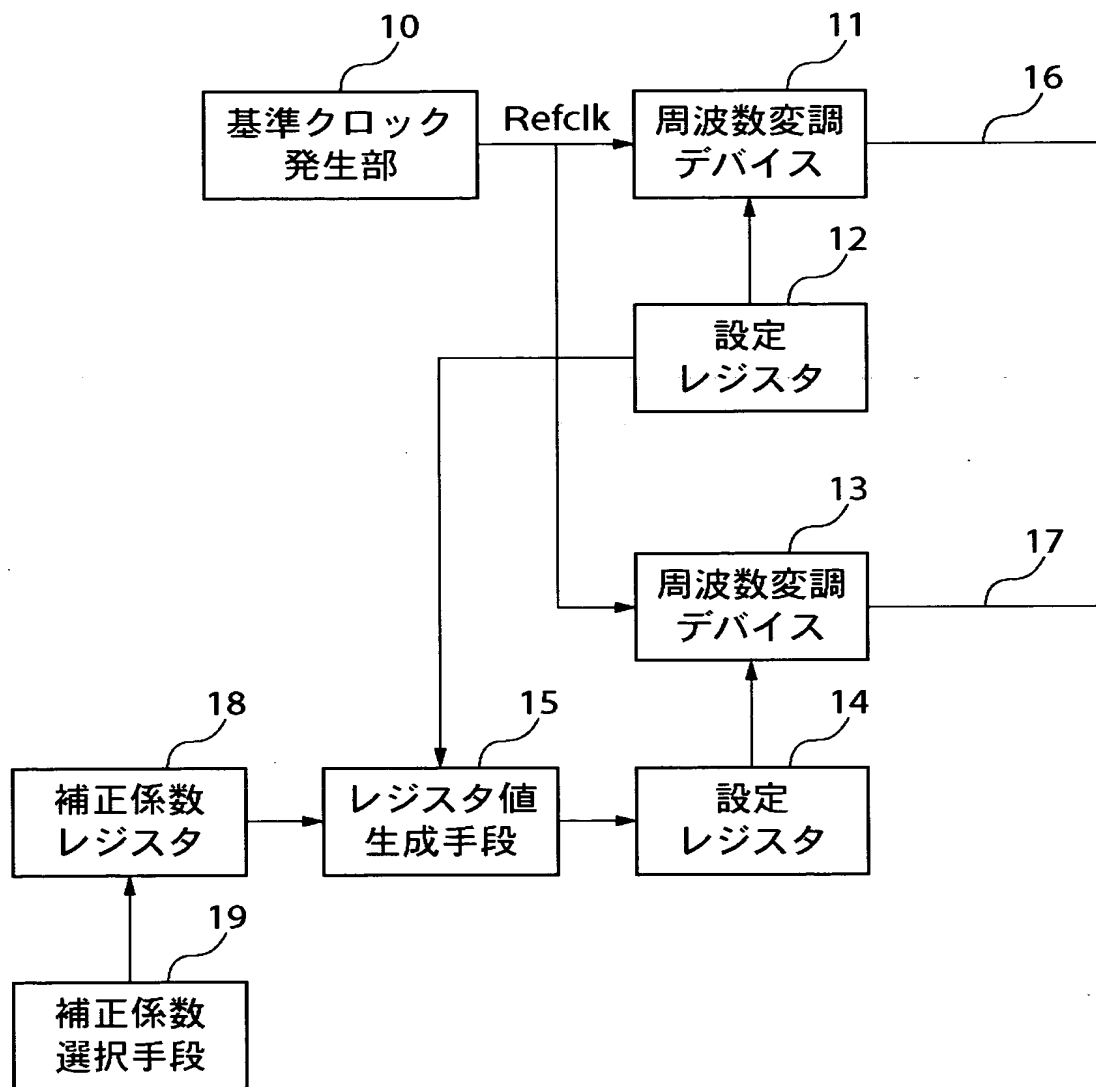 10
基準クロック
発生部
Refclk
11
周波数変調
デバイス
16
12
設定
レジスタ
13
周波数変調
デバイス
17
18
補正係数
レジスタ
15
レジスタ値
生成手段
14
設定
レジスタ
19
補正係数
選択手段